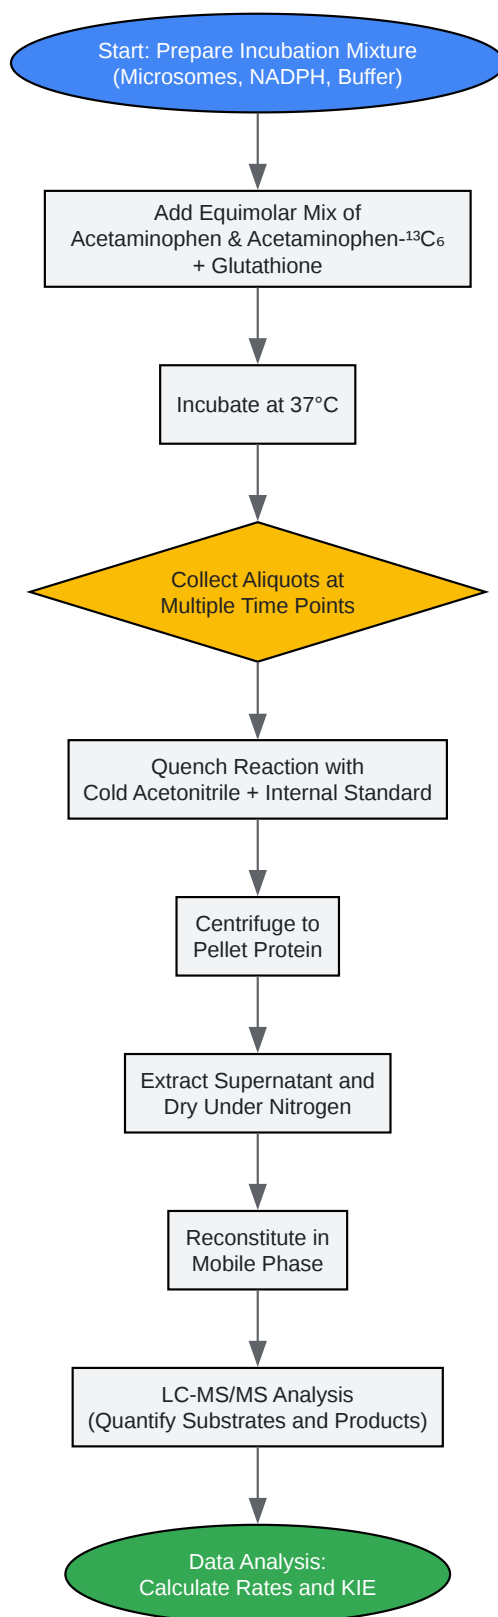 Start: Prepare Incubation Mixture
(Microsomes, NADPH, Buffer)
Add Equimolar Mix of
Acetaminophen & Acetaminophen-¹³C₆
+ Glutathione
Incubate at 37°C
Collect Aliquots at
Multiple Time Points
Quench Reaction with
Cold Acetonitrile + Internal Standard
Centrifuge to
Pellet Protein
Extract Supernatant and
Dry Under Nitrogen
Reconstitute in
Mobile Phase
LC-MS/MS Analysis
(Quantify Substrates and Products)
Data Analysis:
Calculate Rates and KIE